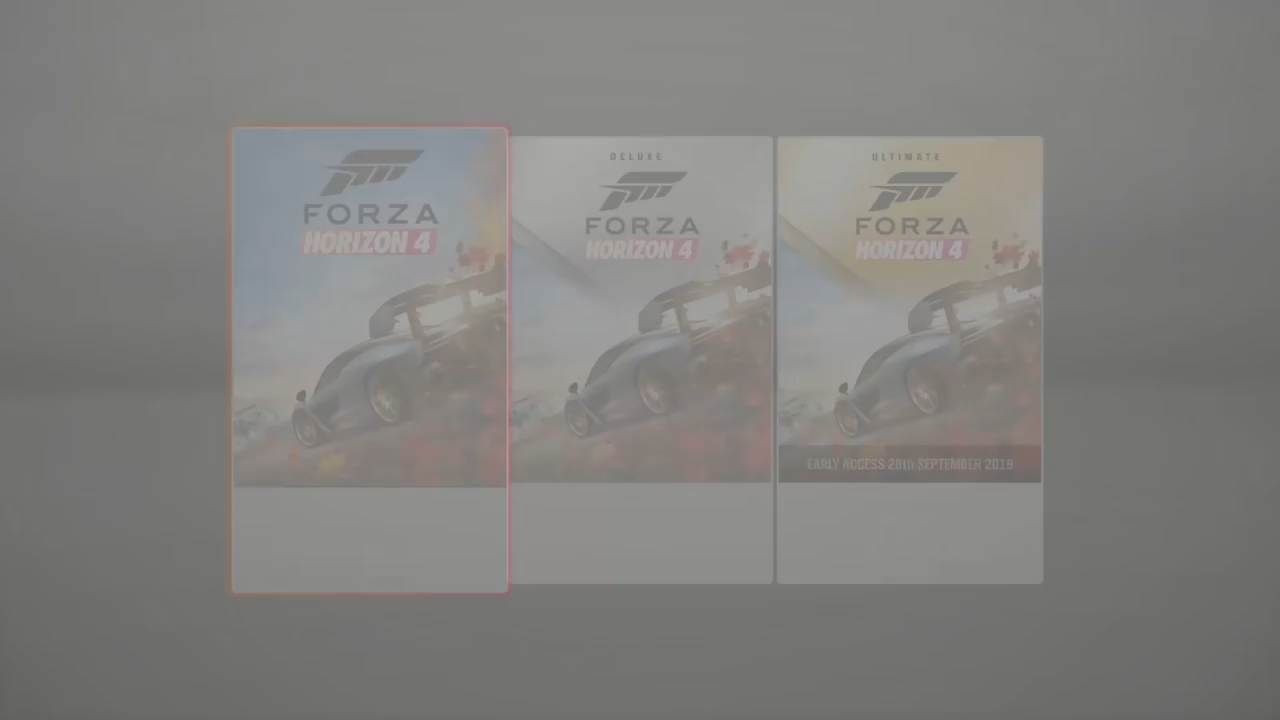 FORZA
HORIZON 4
DELUXE
FORZA
HORIZON 4
ULTIMATE
FORZA
HORIZON 4
EARLY ACCESS 28th SEPTEMBER 2018